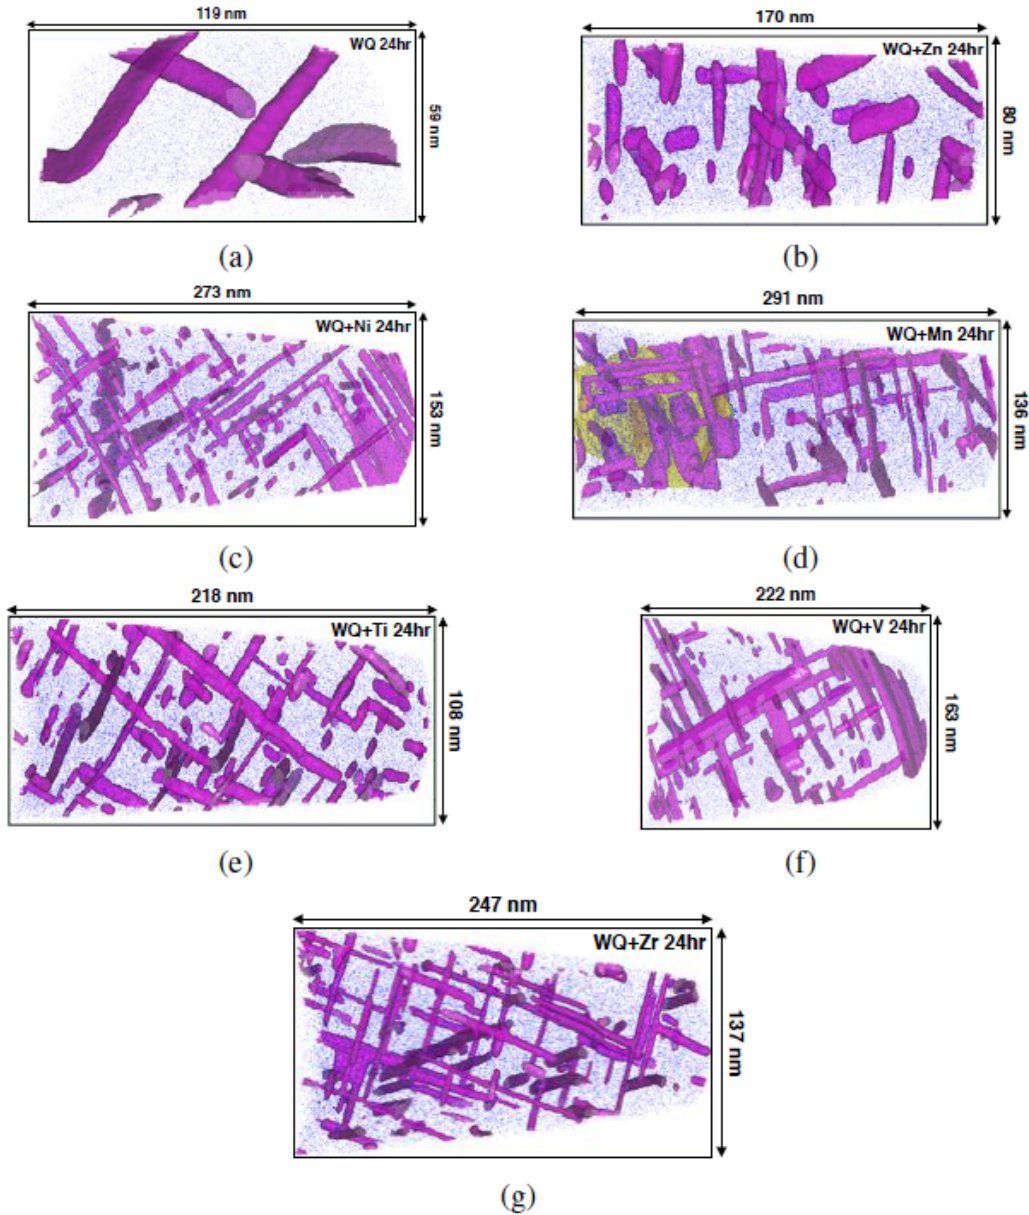 119 nm
WQ 24hr
59 nm
(a)
170 nm
WQ+Zn 24hr
80 nm
(b)
273 nm
WQ+Ni 24hr
153 nm
(c)
291 nm
WQ+Mn 24hr
136 nm
(d)
218 nm
WQ+Ti 24hr
108 nm
(e)
222 nm
WQ+V 24hr
163 nm
(f)
247 nm
WQ+Zr 24hr
137 nm
(g)